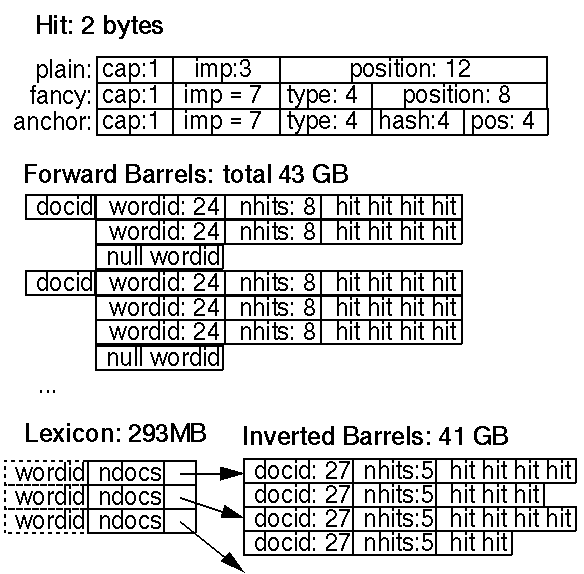 Hit: 2 bytes
plain: cap:1 imp:3 position: 12
fancy: cap:1 imp = 7 type: 4 position: 8
anchor: cap:1 imp = 7 type: 4 hash:4 pos: 4
Forward Barrels: total 43 GB
docid wordid: 24 nhits: 8 hit hit hit hit
wordid: 24 nhits: 8 hit hit hit hit
null wordid
docid wordid: 24 nhits: 8 hit hit hit hit
wordid: 24 nhits: 8 hit hit hit hit
wordid: 24 nhits: 8 hit hit hit hit
null wordid
...
Lexicon: 293MB
wordid ndocs
wordid ndocs
wordid ndocs
Inverted Barrels: 41 GB
docid: 27 nhits:5 hit hit hit hit
docid: 27 nhits:5 hit hit hit
docid: 27 nhits:5 hit hit hit hit
docid: 27 nhits:5 hit hit